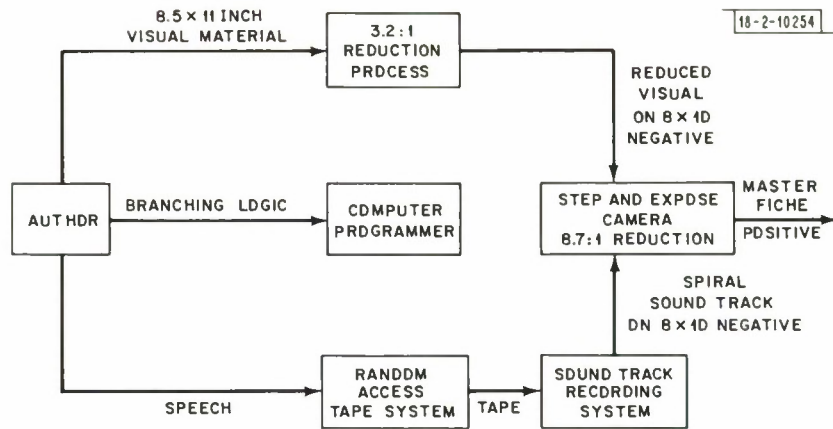 18-2-10254
8.5 × 11 INCH
VISUAL MATERIAL
3.2:1
REDUCTION
PRDCESS
REDUCED
VISUAL
ON 8 × 1D
NEGATIVE
AUTHDR
BRANCHING LDGIC
CDMPUTER
PRDGRAMMER
STEP AND EXPDSE
CAMERA
8.7:1 REDUCTION
MASTER
FICHE
PDSITIVE
SPIRAL
SOUND TRACK
DN 8 × 1D NEGATIVE
SPEECH
RANDDM
ACCESS
TAPE SYSTEM
TAPE
SDUND TRACK
RECDRDING
SYSTEM